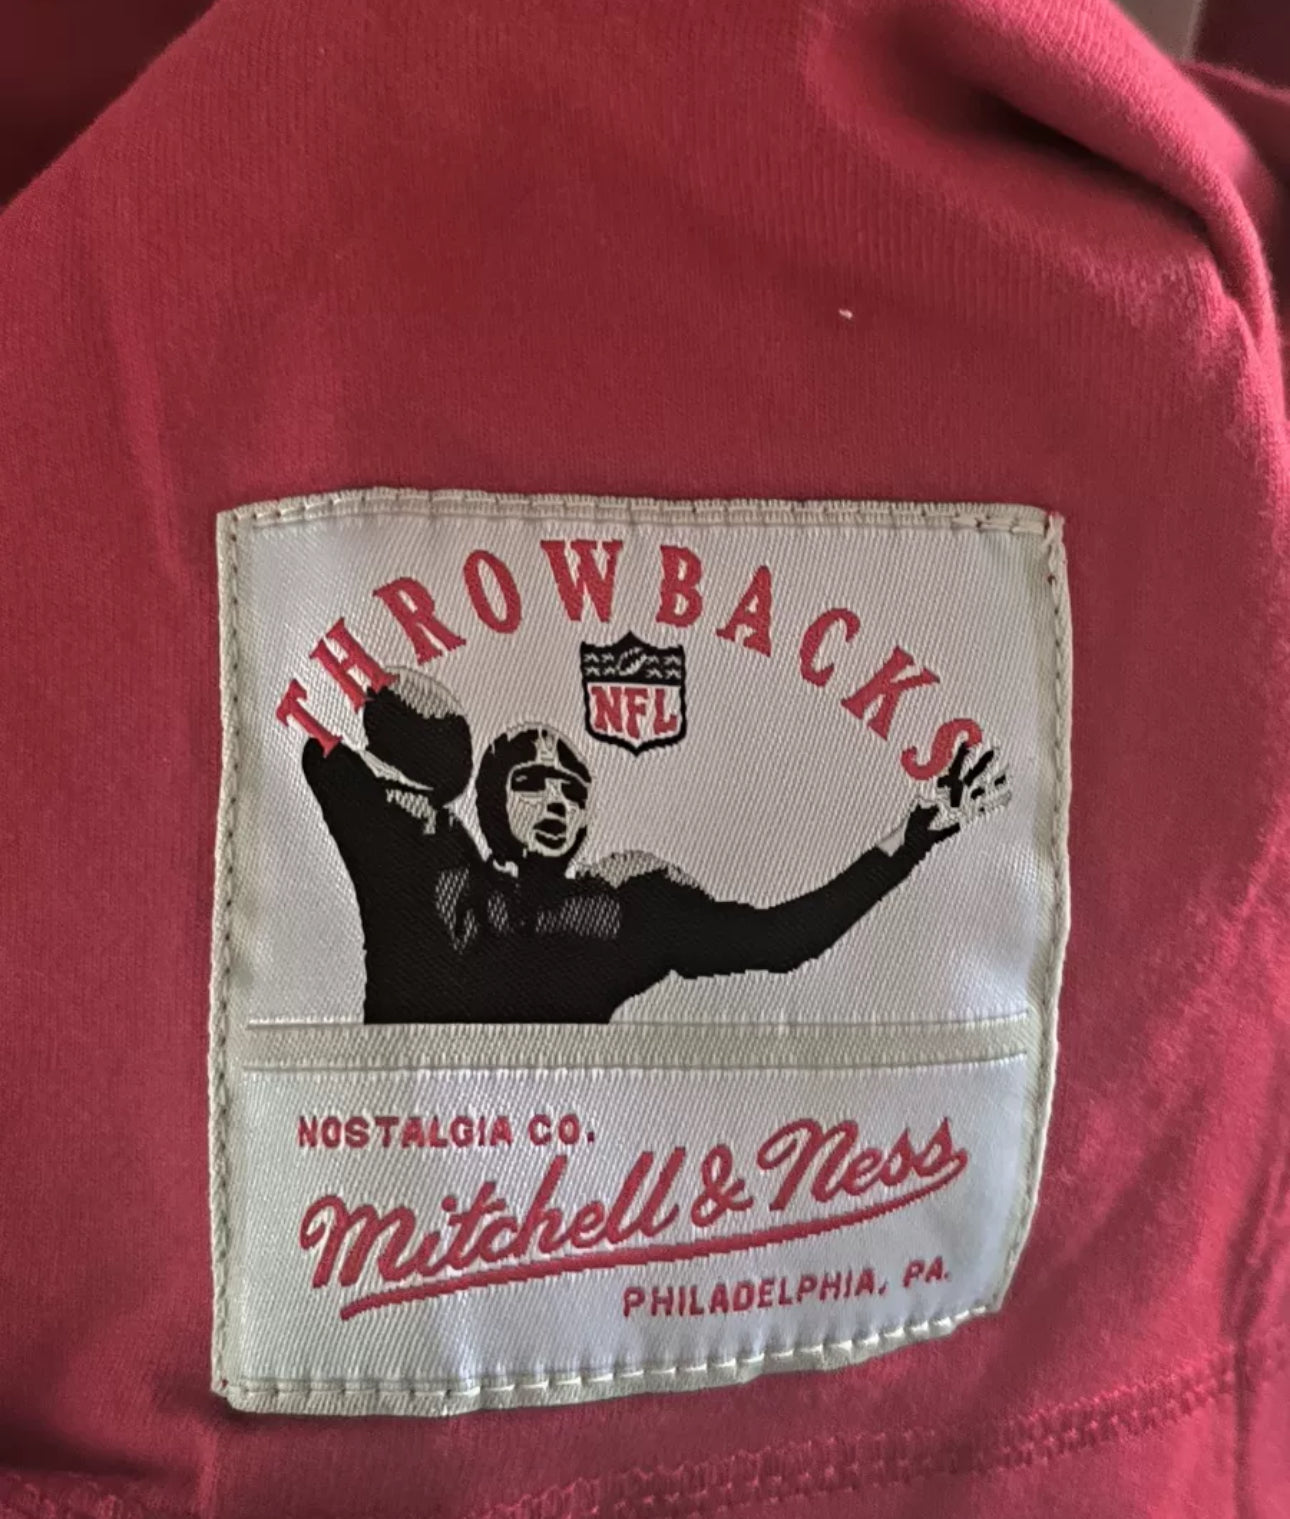 THROWBACKS
NFL
NOSTALGIA CO.
Mitchell & Ness
PHILADELPHIA, PA.